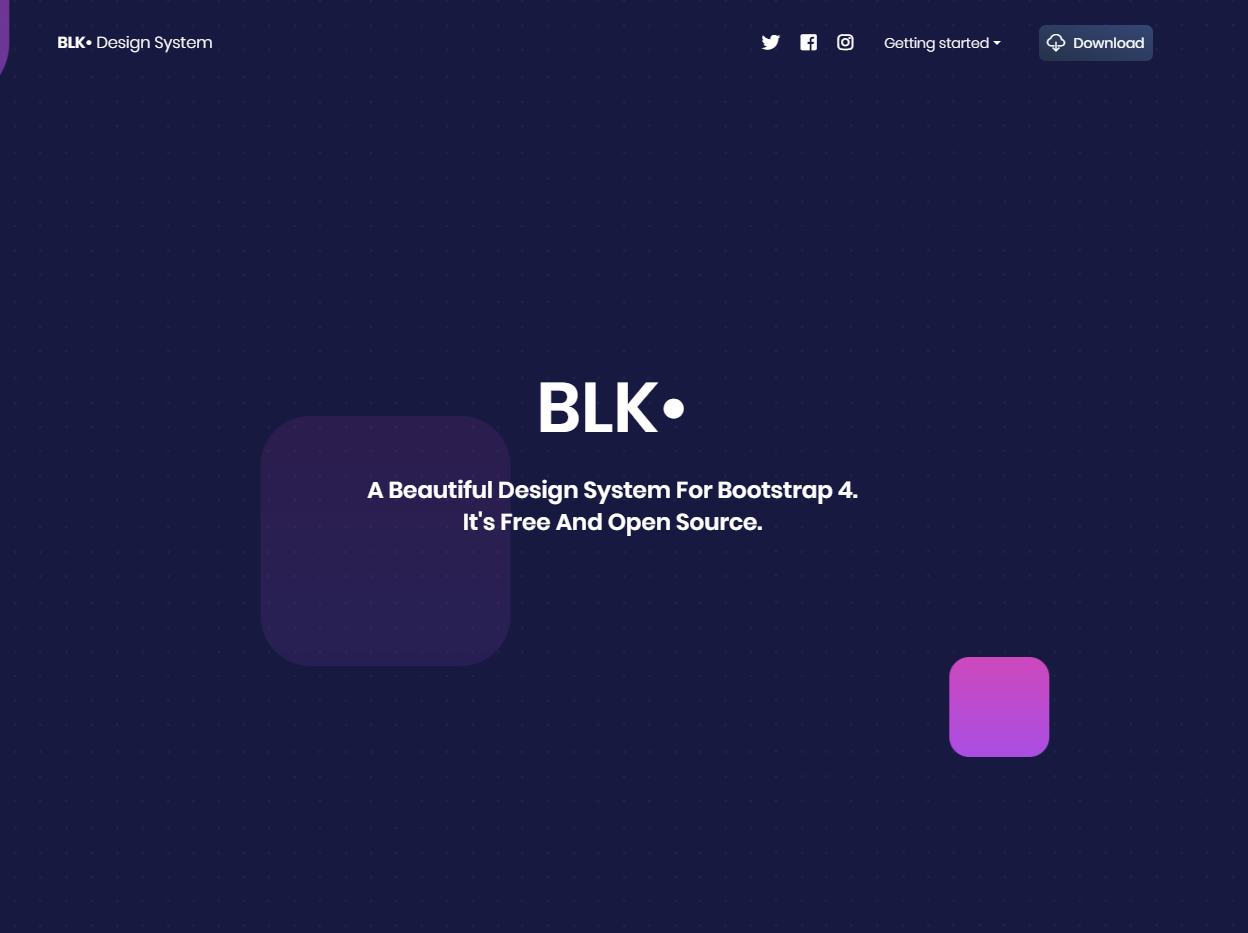 BLK• Design System
Getting started
Download
BLK•
A Beautiful Design System For Bootstrap 4.
It's Free And Open Source.